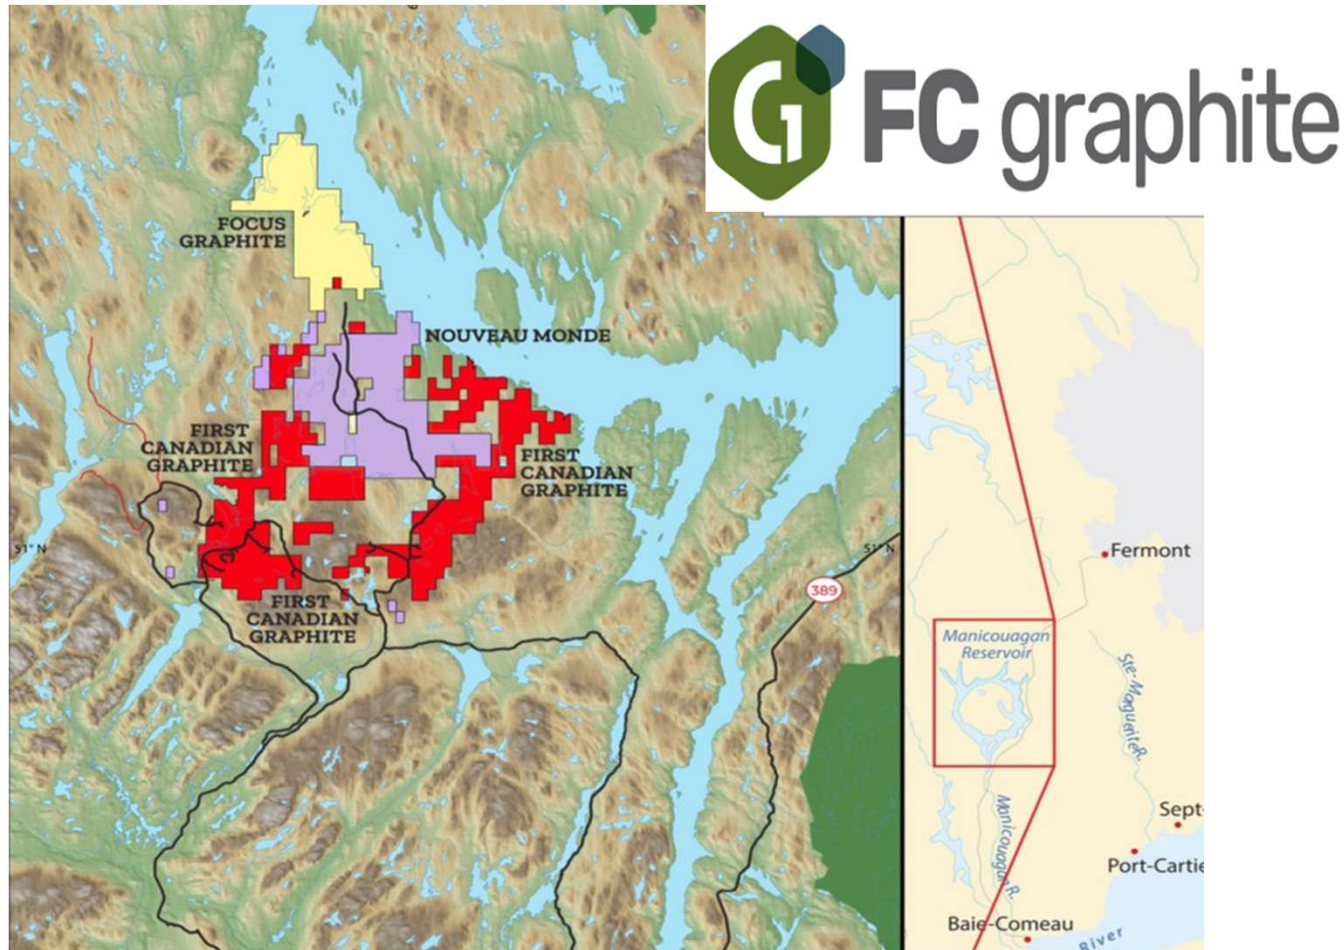 G FC graphite
FOCUS
GRAPHITE
NOUVEAU MONDE
FIRST
CANADIAN
GRAPHITE
FIRST
CANADIAN
GRAPHITE
51° N
51° N
389
FIRST
CANADIAN
GRAPHITE
Fermont
Manicouagan
Reservoir
Ste-Marguerite R.
Manicouagan R.
Sept-
Port-Cartie
Baie-Comeau
River